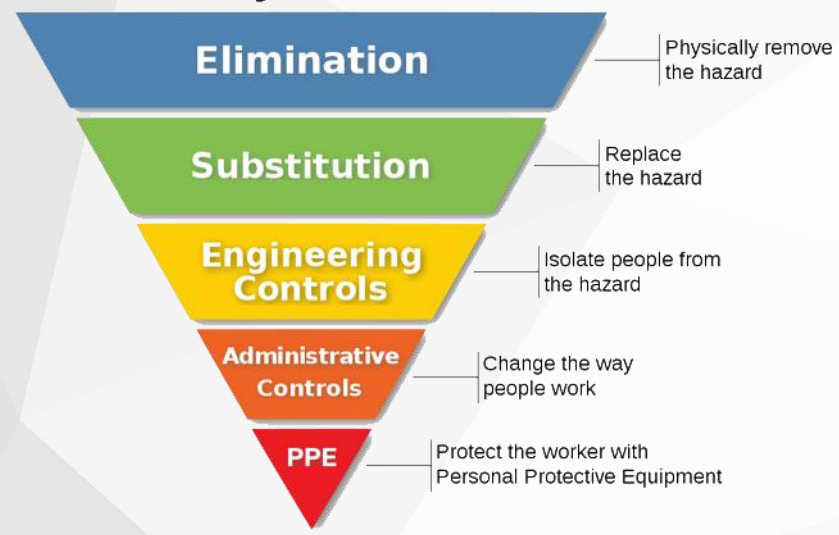 Elimination
Physically remove
the hazard
Substitution
Replace
the hazard
Engineering
Controls
Isolate people from
the hazard
Administrative
Controls
Change the way
people work
PPE
Protect the worker with
Personal Protective Equipment